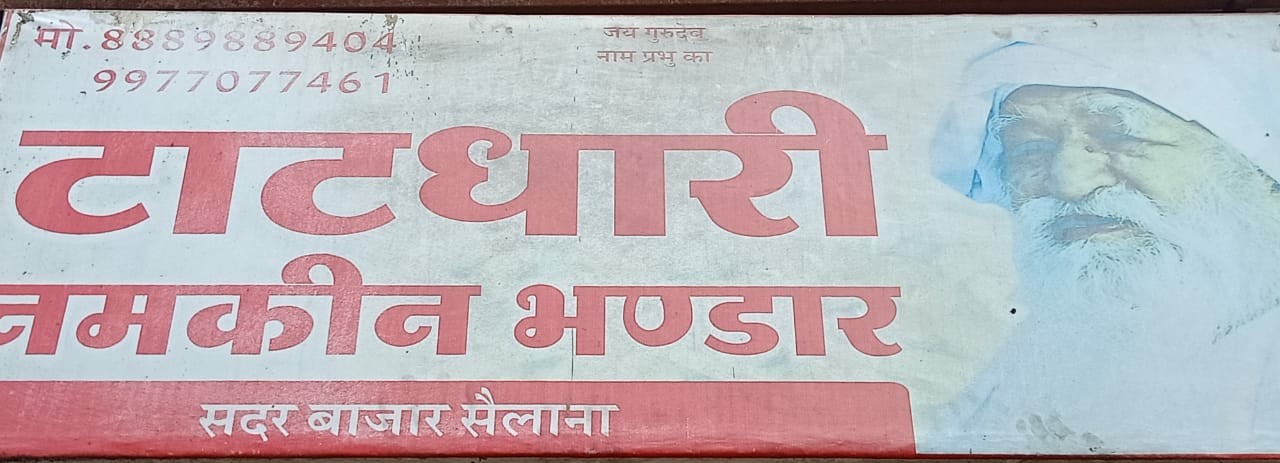 मो.8889889404
9977077461
जय गुरुदेव
नाम प्रभु का
टाटधारी
नमकीन भण्डार
सदर बाजार सैलाना